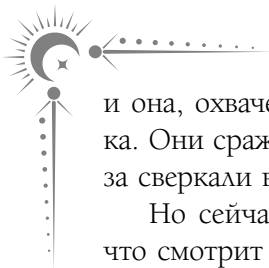 и она, охваче
ка. Они сраж
за сверкали в
Но сейча
что смотрит